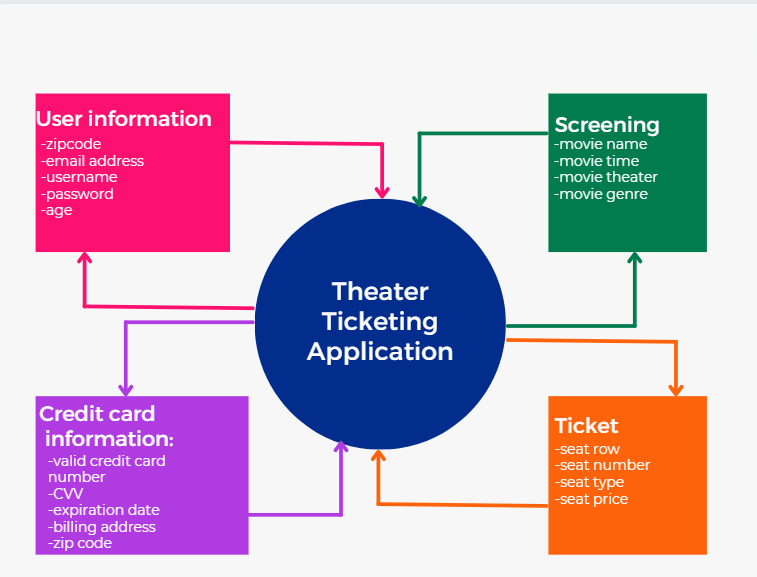 User information
-zipcode
-email address
-username
-password
-age
Screening
-movie name
-movie time
-movie theater
-movie genre
Theater
Ticketing
Application
Credit card
information:
-valid credit card
number
-CVV
-expiration date
-billing address
-zip code
Ticket
-seat row
-seat number
-seat type
-seat price